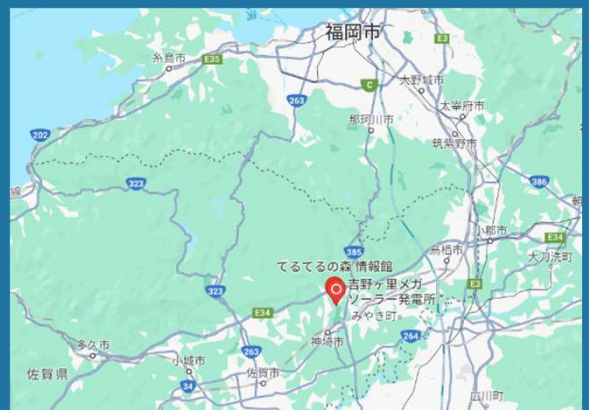 福岡市
E3
糸島市
E35
C
大野城市
263
太宰府市
那珂川市
202
筑紫野市
線
323
386
385
小郡市
E34
鳥栖市
大刀洗町
てるてるの森 情報館
323
吉野ヶ里メガ
ソーラー発電所
E3
E34
みやき町
神埼市
264
多久市
小城市
263
佐賀県
佐賀市
34
広川町